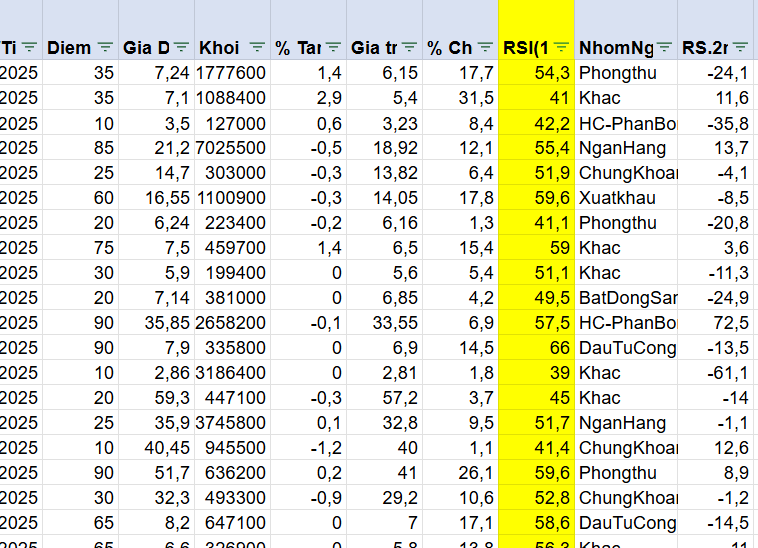 Ti Diem Gia D Khoi % Tar Gia tr % Ch RSI(1 NhomNg RS.2r
2025 35 7,24 1777600 1,4 6,15 17,7 54,3 Phongthu -24,1
2025 35 7,1 1088400 2,9 5,4 31,5 41 Khac 11,6
2025 10 3,5 127000 0,6 3,23 8,4 42,2 HC-PhanBo -35,8
2025 85 21,2 7025500 -0,5 18,92 12,1 55,4 NganHang 13,7
2025 25 14,7 303000 -0,3 13,82 6,4 51,9 ChungKhoar -4,1
2025 60 16,55 1100900 -0,3 14,05 17,8 59,6 Xuatkhau -8,5
2025 20 6,24 223400 -0,2 6,16 1,3 41,1 Phongthu -20,8
2025 75 7,5 459700 1,4 6,5 15,4 59 Khac 3,6
2025 30 5,9 199400 0 5,6 5,4 51,1 Khac -11,3
2025 20 7,14 381000 0 6,85 4,2 49,5 BatDongSar -24,9
2025 90 35,85 2658200 -0,1 33,55 6,9 57,5 HC-PhanBo 72,5
2025 90 7,9 335800 0 6,9 14,5 66 DauTuCong -13,5
2025 10 2,86 3186400 0 2,81 1,8 39 Khac -61,1
2025 20 59,3 447100 -0,3 57,2 3,7 45 Khac -14
2025 25 35,9 3745800 0,1 32,8 9,5 51,7 NganHang -1,1
2025 10 40,45 945500 -1,2 40 1,1 41,4 ChungKhoar 12,6
2025 90 51,7 636200 0,2 41 26,1 59,6 Phongthu 8,9
2025 30 32,3 493300 -0,9 29,2 10,6 52,8 ChungKhoar -1,2
2025 65 8,2 647100 0 7 17,1 58,6 DauTuCong -14,5
2025 65 6,6 326900 0 5,8 13,8 56,3 Khac 11